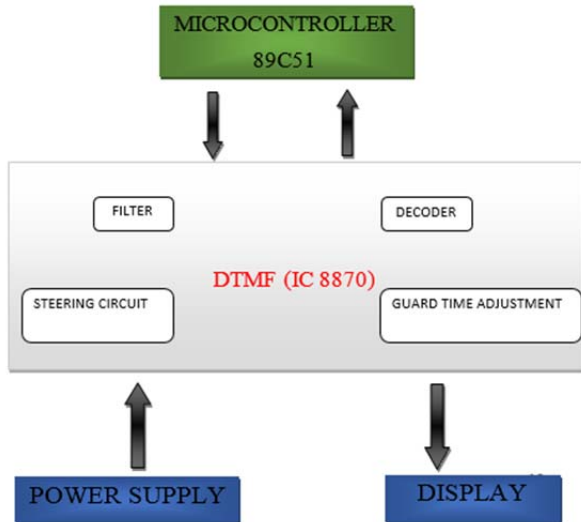 MICROCONTROLLER
89C51
FILTER
DECODER
DTMF (IC 8870)
STEERING CIRCUIT
GUARD TIME ADJUSTMENT
POWER SUPPLY
DISPLAY